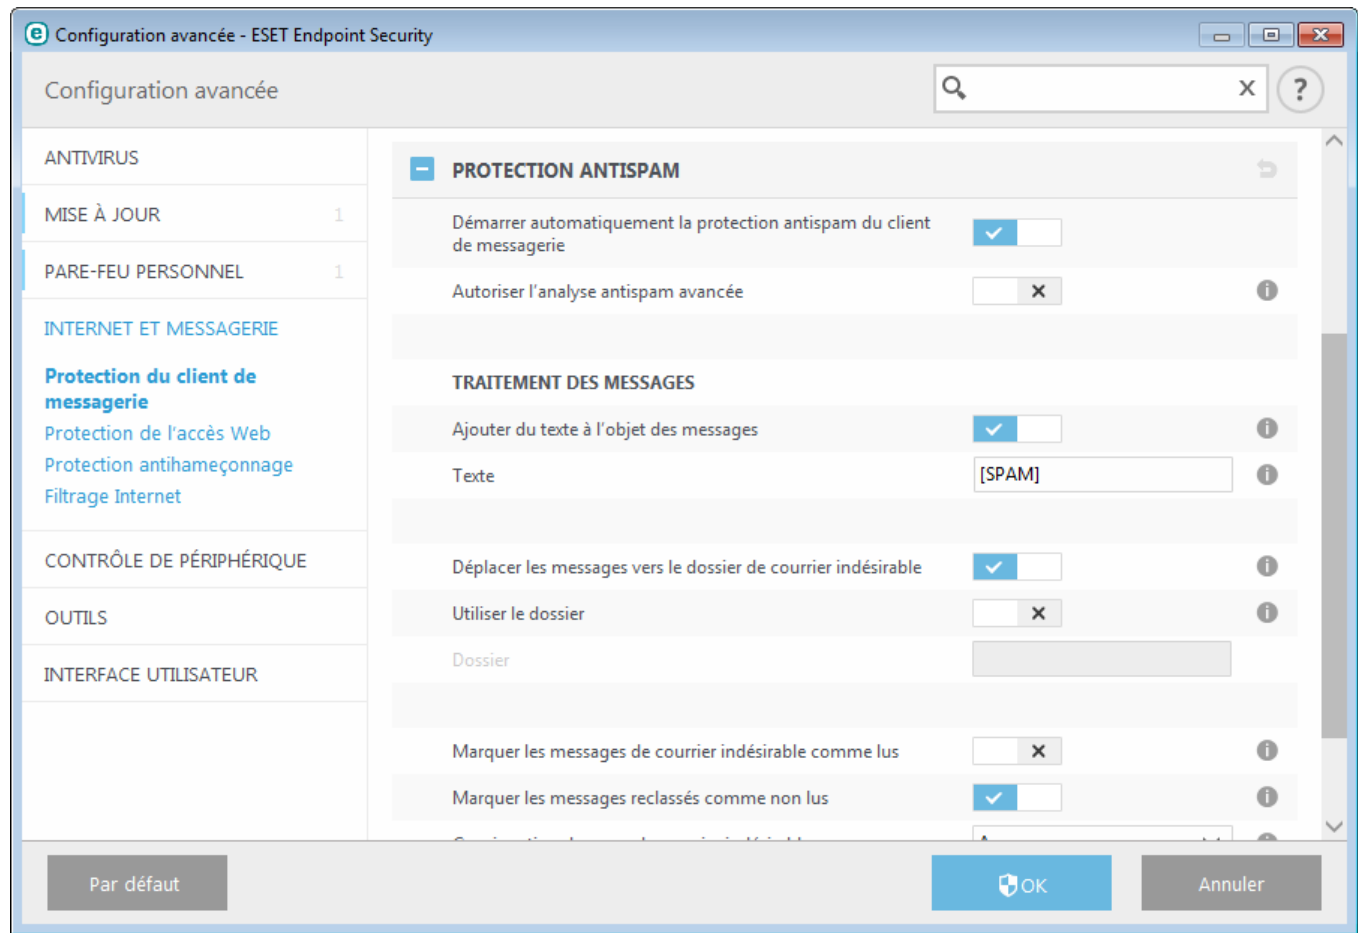 Configuration avancée - ESET Endpoint Security
Configuration avancée
ANTIVIRUS
MISE À JOUR 1
PARE-FEU PERSONNEL 1
INTERNET ET MESSAGERIE
Protection du client de
messagerie
Protection de l'accès Web
Protection antihameçonnage
Filtrage Internet
CONTRÔLE DE PÉRIPHÉRIQUE
OUTILS
INTERFACE UTILISATEUR
PROTECTION ANTISPAM
Démarrer automatiquement la protection antispam du client
de messagerie
Autoriser l'analyse antispam avancée
TRAITEMENT DES MESSAGES
Ajouter du texte à l'objet des messages
Texte [SPAM]
Déplacer les messages vers le dossier de courrier indésirable
Utiliser le dossier
Dossier
Marquer les messages de courrier indésirable comme lus
Marquer les messages reclassés comme non lus
Par défaut
OK
Annuler